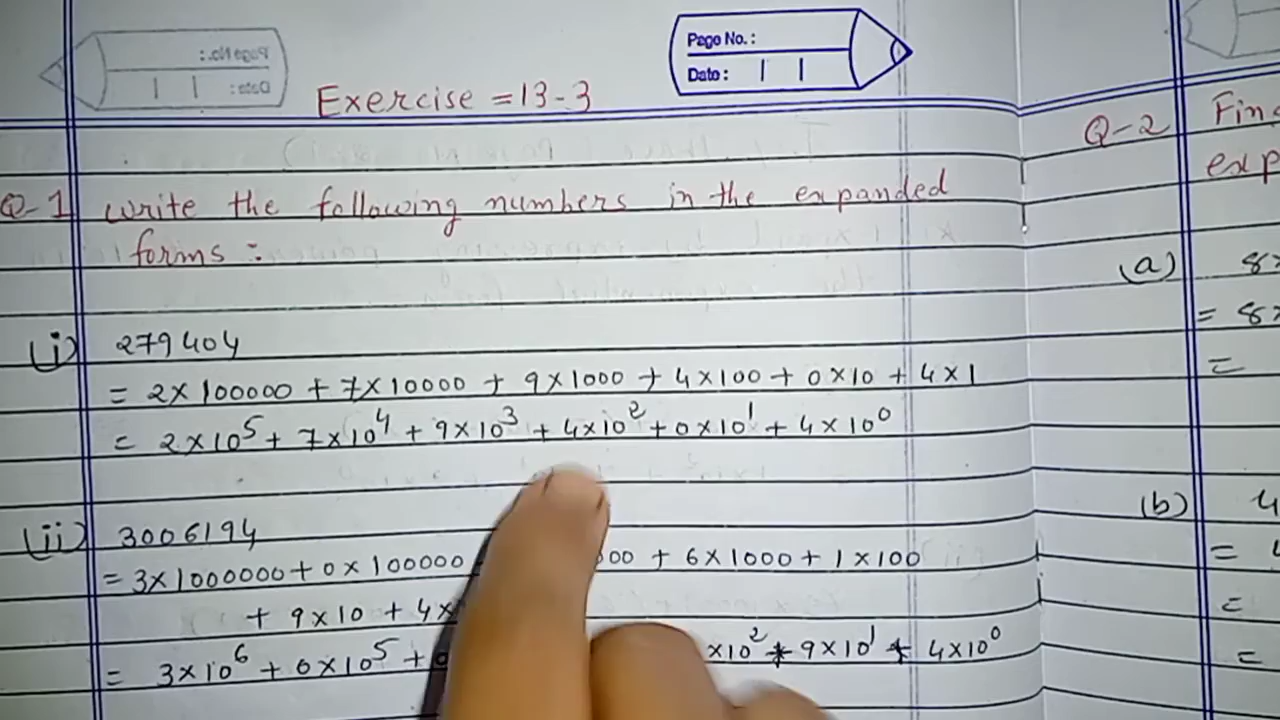 Page No.:
Date:
Exercise = 13-3
Q-1 write the following numbers in the expanded
forms :
(i) 279404
= 2×100000 + 7×10000 + 9×1000 + 4×100 + 0×10 + 4×1
= 2×10⁵ + 7×10⁴ + 9×10³ + 4×10² + 0×10¹ + 4×10⁰
(ii) 3006194
= 3×1000000 + 0×100000 + 6×1000 + 1×100
+ 9×10 + 4×
= 3×10⁶ + 0×10⁵ + ×10² + 9×10¹ + 4×10⁰
Q-2
(a) 8×
= 8×
=
(b) 4
=
=
=